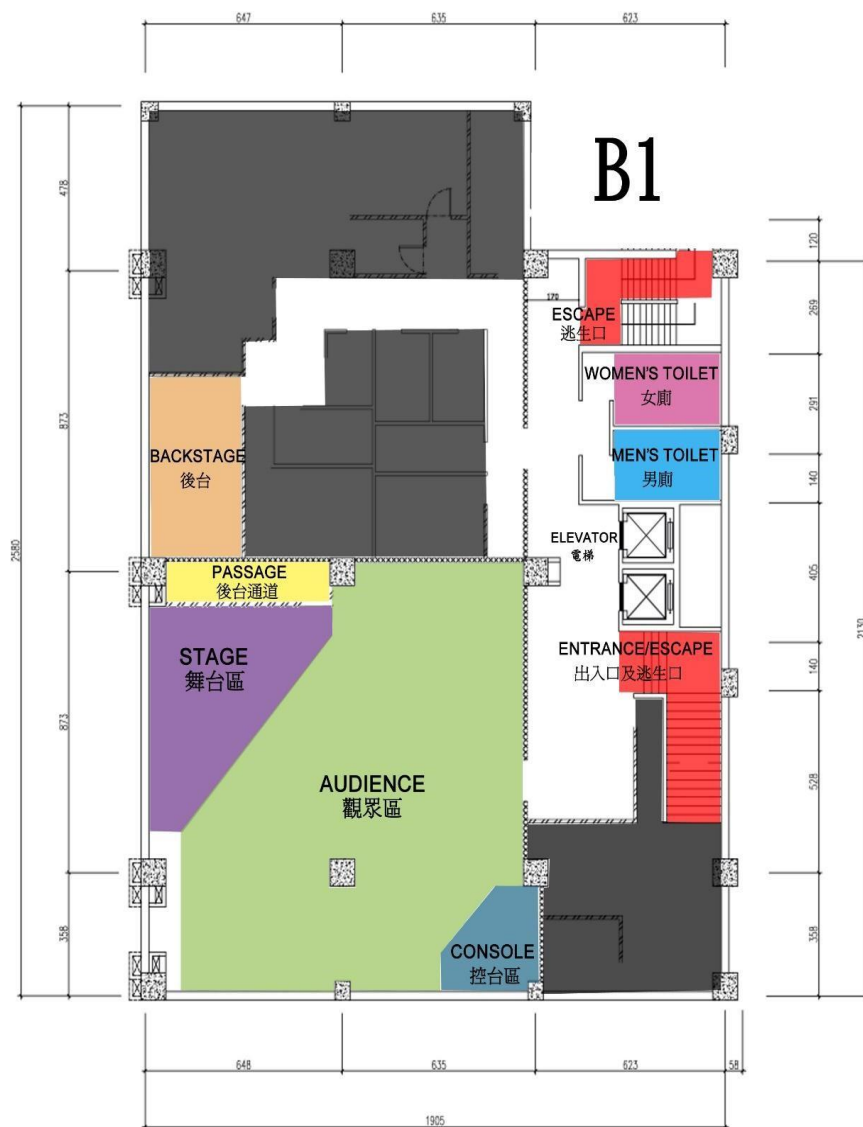 647
635
623
B1
478
120
269
170
ESCAPE
逃生口
WOMEN'S TOILET
女廁
291
873
BACKSTAGE
後台
MEN'S TOILET
男廁
140
2580
ELEVATOR
電梯
405
PASSAGE
後台通道
2130
STAGE
舞台區
ENTRANCE/ESCAPE
出入口及逃生口
140
873
AUDIENCE
觀眾區
528
358
CONSOLE
控台區
358
648
635
623
58
1905